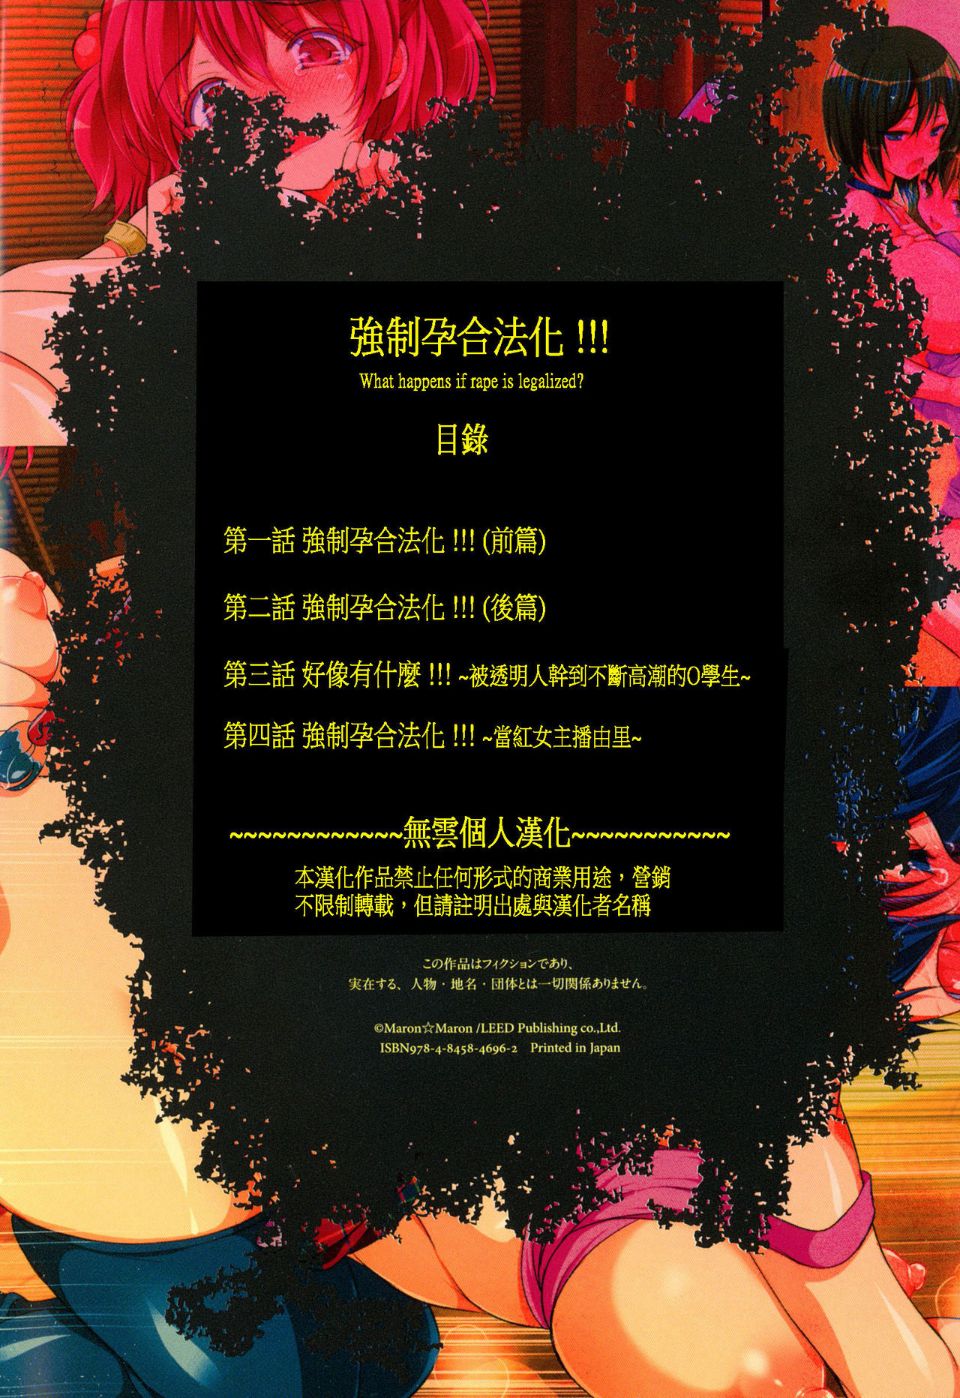 強制孕合法化 !!!
What happens if rape is legalized?
目錄
第一話 強制孕合法化 !!! (前篇)
第二話 強制孕合法化 !!! (後篇)
第三話 好像有什麼 !!! ~被透明人幹到不斷高潮的O學生~
第四話 強制孕合法化 !!! ~當紅女主播由里~
~~~~~~~~~~~~無雲個人漢化~~~~~~~~~~~
本漢化作品禁止任何形式的商業用途，營銷
不限制轉載，但請註明出處與漢化者名稱
この作品はフィクションであり、
実在する、人物・地名・団体とは一切関係ありません。
©Maron☆Maron /LEED Publishing co.,Ltd.
ISBN978-4-8458-4696-2 Printed in Japan